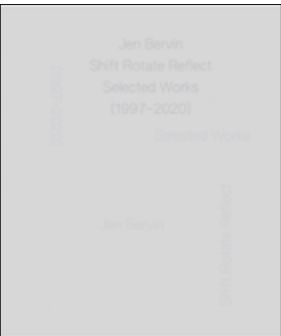 Jen Bervin
Shift Rotate Reflect
Selected Works
(1997–2020)
(1997–2020)
Selected Works
Jen Bervin
Shift Rotate Reflect